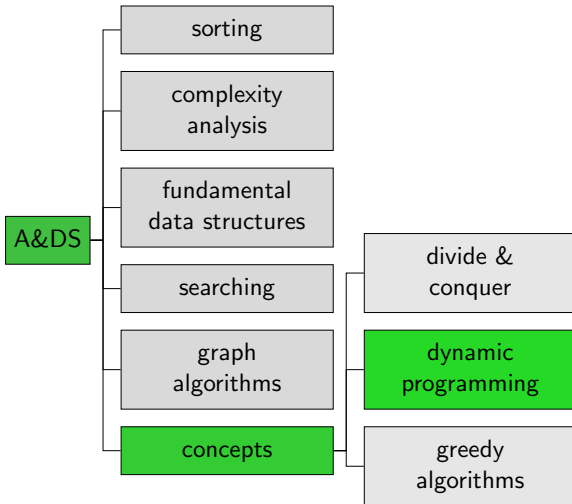 A&DS
sorting
complexity
analysis
fundamental
data structures
searching
graph
algorithms
concepts
divide &
conquer
dynamic
programming
greedy
algorithms